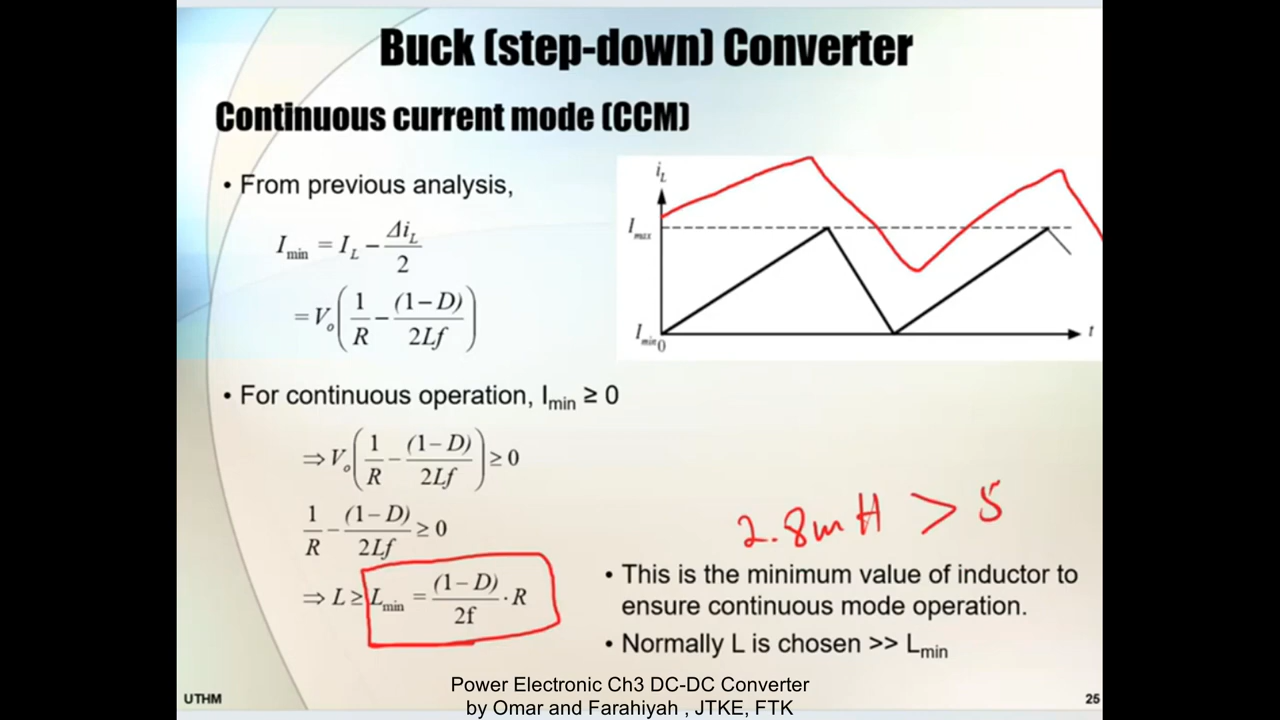 Buck (step-down) Converter
Continuous current mode (CCM)
• From previous analysis,
I_min = I_L − Δi_L / 2
= V_o ( 1/R − (1−D)/2Lf )
i_L
I_max
I_min 0
t
• For continuous operation, I_min ≥ 0
⇒ V_o ( 1/R − (1−D)/2Lf ) ≥ 0
1/R − (1−D)/2Lf ≥ 0
⇒ L ≥ L_min = (1−D)/2f · R
2.8mH > 5
• This is the minimum value of inductor to
ensure continuous mode operation.
• Normally L is chosen >> L_min
UTHM
Power Electronic Ch3 DC-DC Converter
by Omar and Farahiyah , JTKE, FTK
25